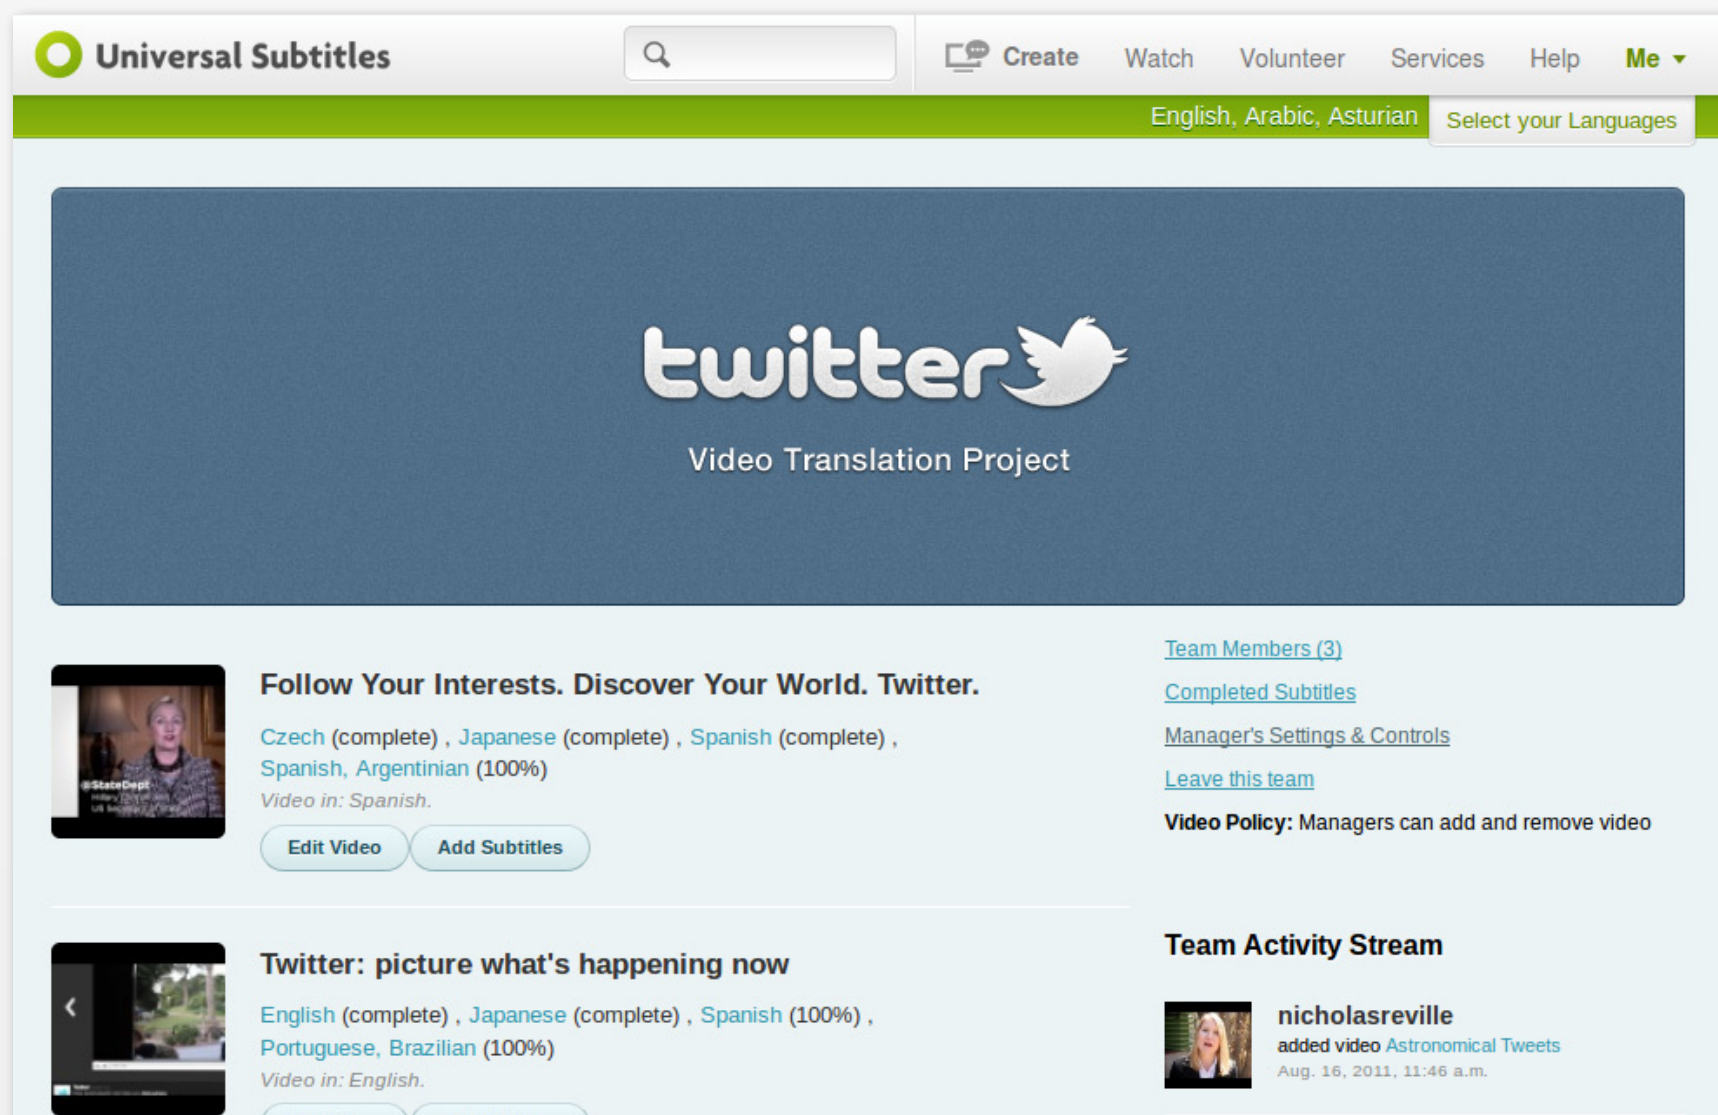 Universal Subtitles
Create Watch Volunteer Services Help Me
English, Arabic, Asturian Select your Languages
twitter
Video Translation Project
Follow Your Interests. Discover Your World. Twitter.
Czech (complete) , Japanese (complete) , Spanish (complete) ,
Spanish, Argentinian (100%)
Video in: Spanish.
Edit Video Add Subtitles
@StateDept
Twitter: picture what's happening now
English (complete) , Japanese (complete) , Spanish (100%) ,
Portuguese, Brazilian (100%)
Video in: English.
Team Members (3)
Completed Subtitles
Manager's Settings & Controls
Leave this team
Video Policy: Managers can add and remove video
Team Activity Stream
nicholasreville
added video Astronomical Tweets
Aug. 16, 2011, 11:46 a.m.